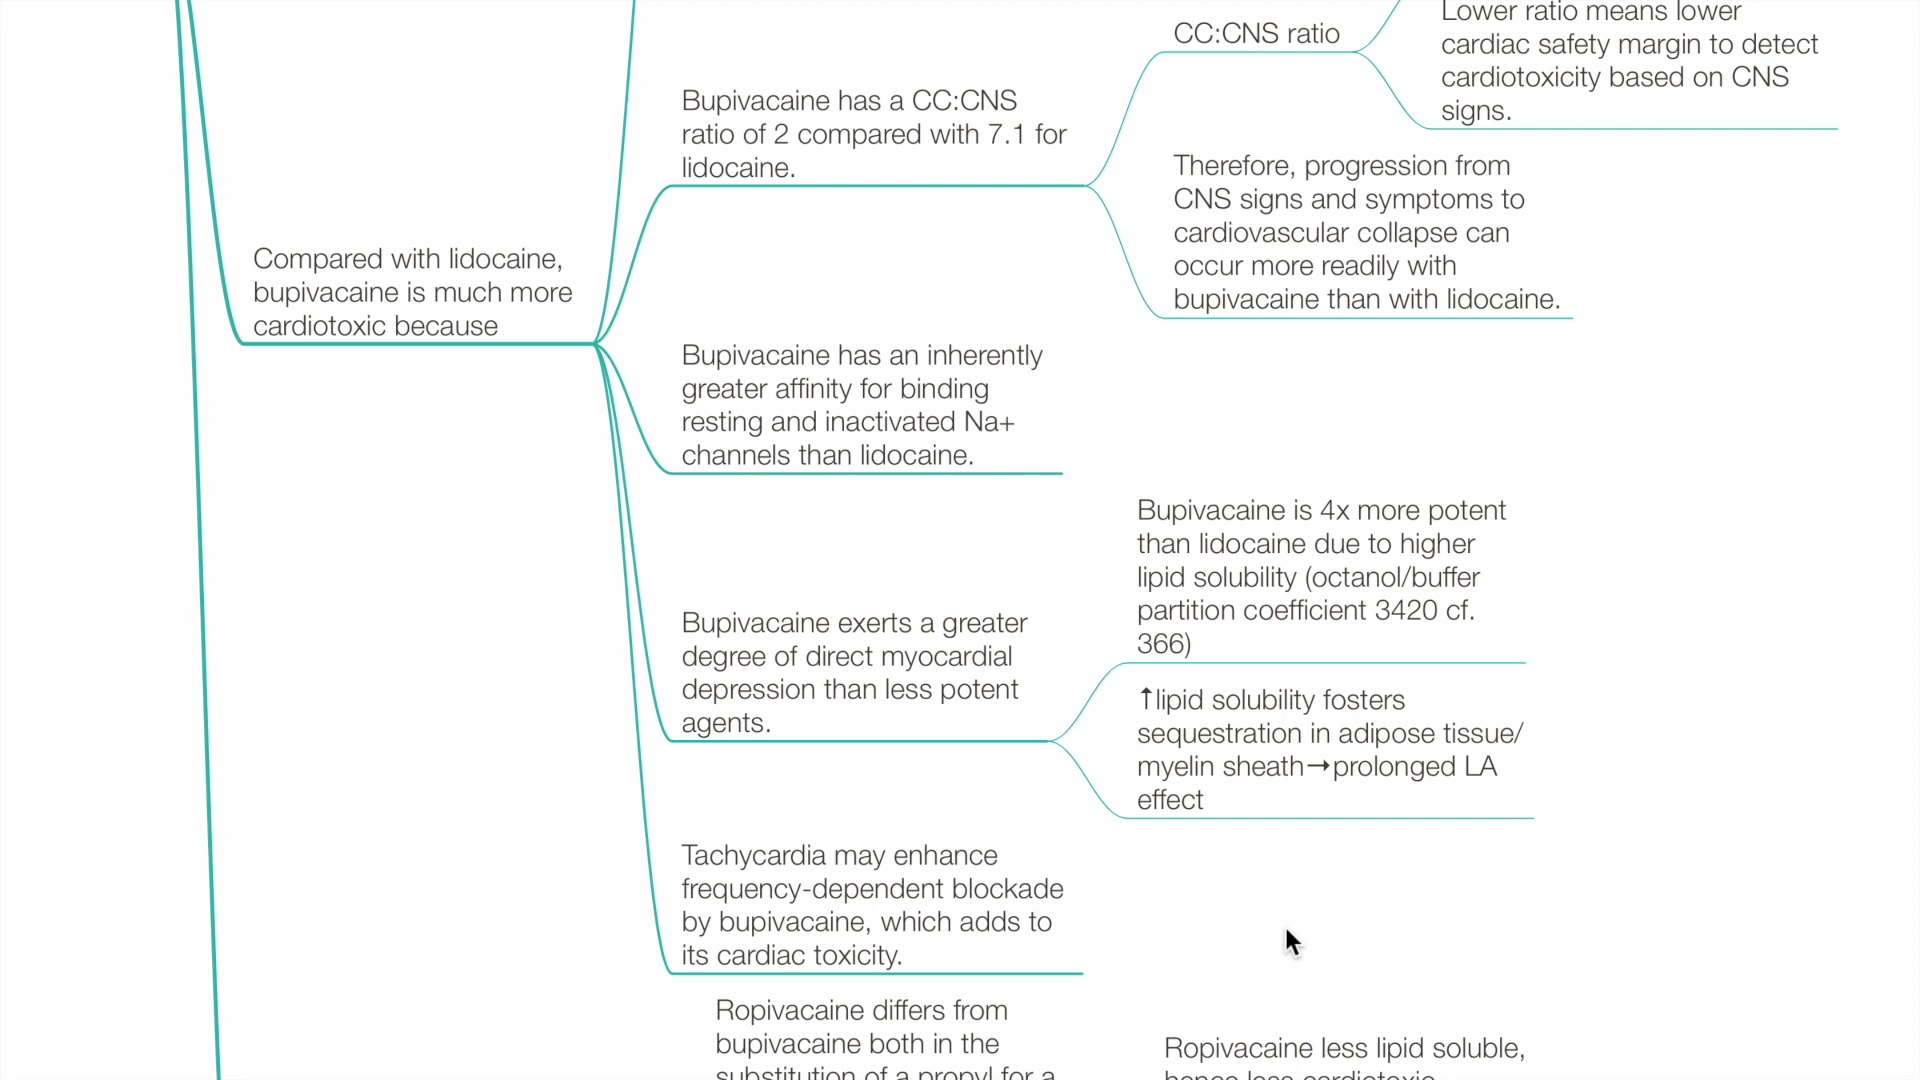 CC:CNS ratio
Lower ratio means lower
cardiac safety margin to detect
cardiotoxicity based on CNS
signs.
Bupivacaine has a CC:CNS
ratio of 2 compared with 7.1 for
lidocaine.
Therefore, progression from
CNS signs and symptoms to
cardiovascular collapse can
occur more readily with
bupivacaine than with lidocaine.
Compared with lidocaine,
bupivacaine is much more
cardiotoxic because
Bupivacaine has an inherently
greater affinity for binding
resting and inactivated Na+
channels than lidocaine.
Bupivacaine exerts a greater
degree of direct myocardial
depression than less potent
agents.
Bupivacaine is 4x more potent
than lidocaine due to higher
lipid solubility (octanol/buffer
partition coefficient 3420 cf.
366)
↑lipid solubility fosters
sequestration in adipose tissue/
myelin sheath→prolonged LA
effect
Tachycardia may enhance
frequency-dependent blockade
by bupivacaine, which adds to
its cardiac toxicity.
Ropivacaine differs from
bupivacaine both in the
substitution of a propyl for a
Ropivacaine less lipid soluble,
hence less cardiotoxic